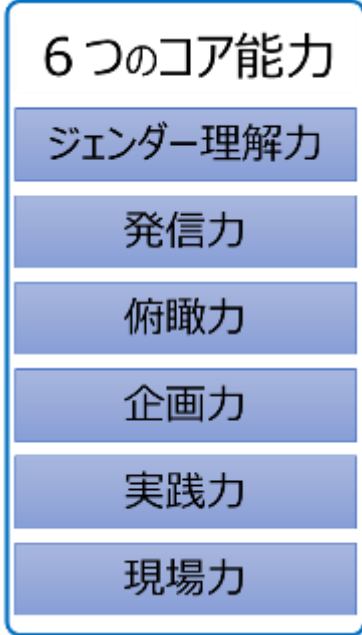 6つのコア能力
ジェンダー理解力
発信力
俯瞰力
企画力
実践力
現場力